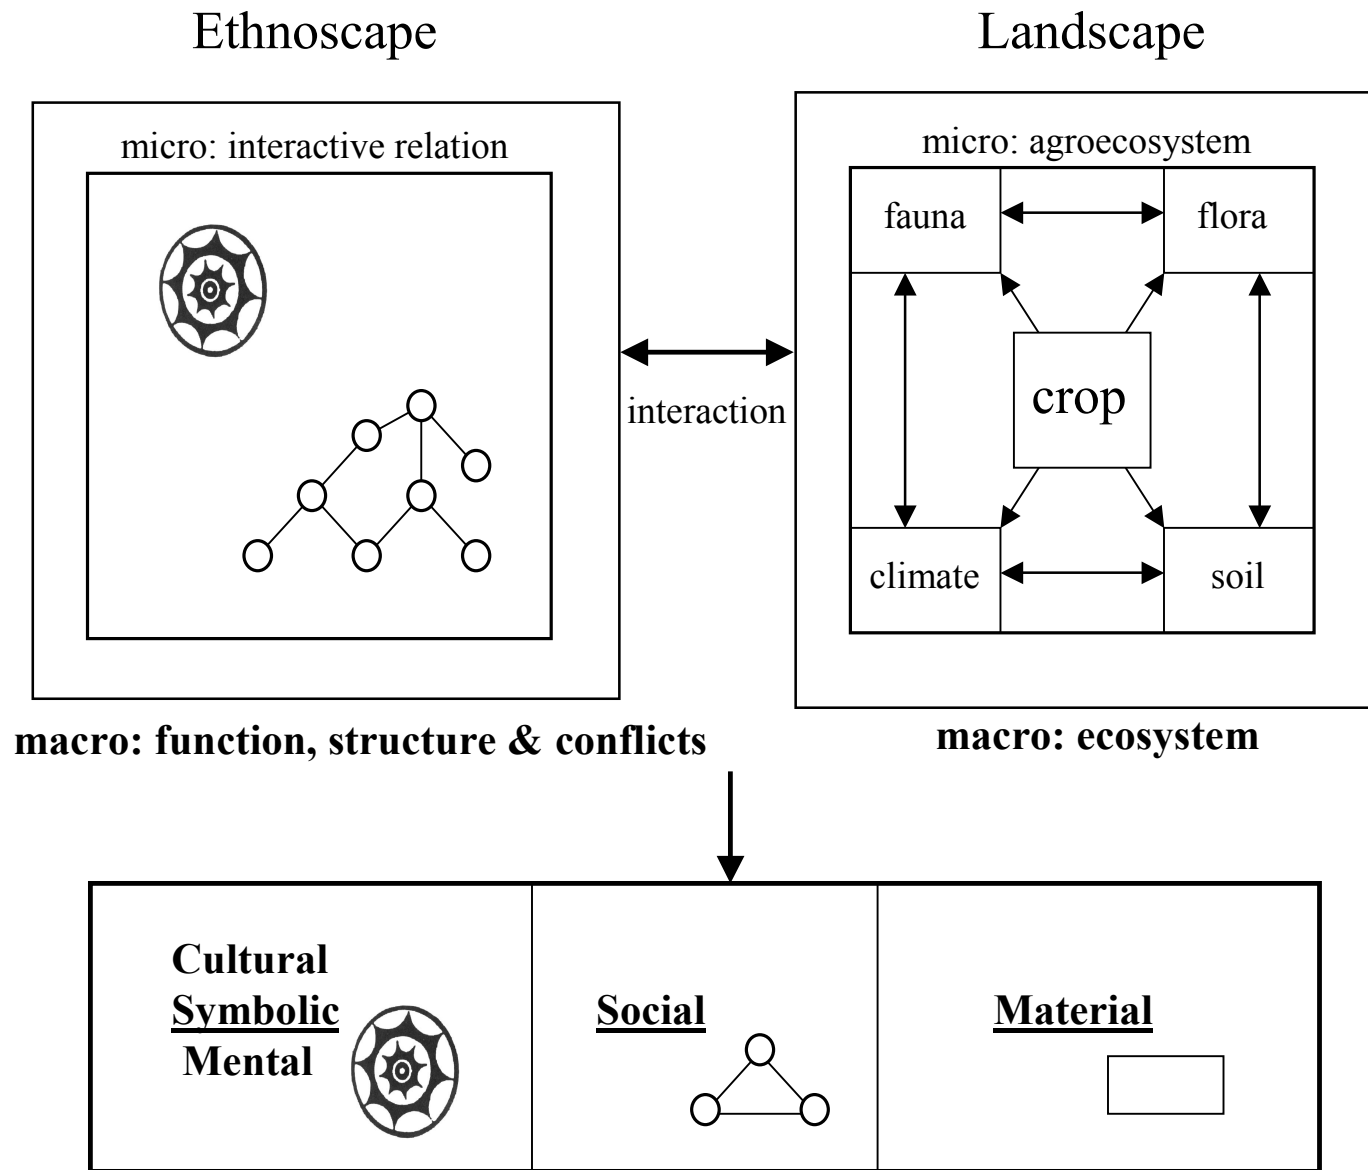 Ethnoscape
Landscape
micro: interactive relation
micro: agroecosystem
fauna
flora
interaction
crop
climate
soil
macro: function, structure & conflicts
macro: ecosystem
Cultural
Symbolic
Mental
Social
Material